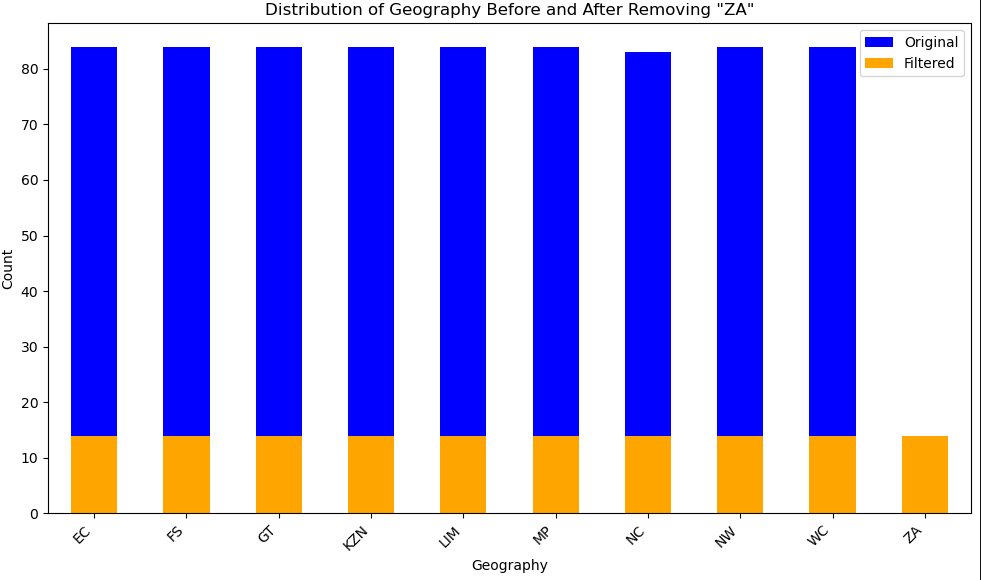 Distribution of Geography Before and After Removing "ZA"
Original
Filtered
Count
80
70
60
50
40
30
20
10
0
EC
FS
GT
KZN
LIM
MP
NC
NW
WC
ZA
Geography